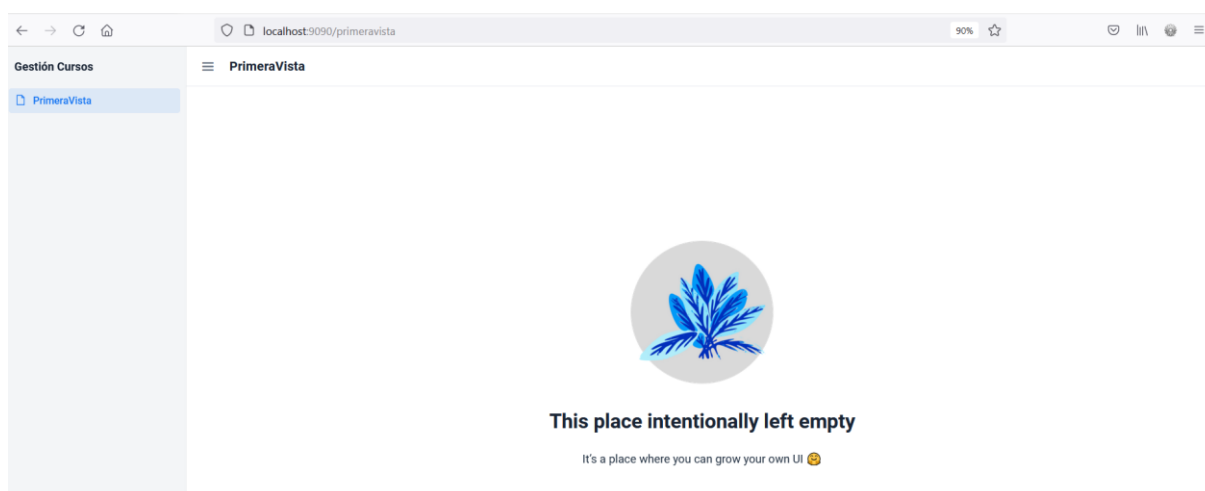 localhost:9090/primeravista
90%
Gestión Cursos
PrimeraVista
PrimeraVista
This place intentionally left empty
It's a place where you can grow your own UI 🤗